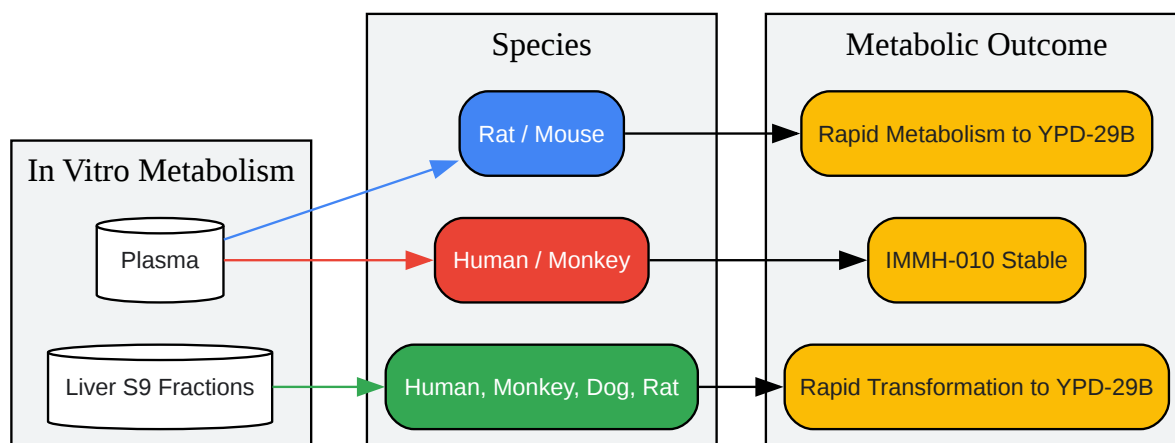 In Vitro Metabolism
Plasma
Liver S9 Fractions
Species
Rat / Mouse
Human / Monkey
Human, Monkey, Dog, Rat
Metabolic Outcome
Rapid Metabolism to YPD-29B
IMMH-010 Stable
Rapid Transformation to YPD-29B